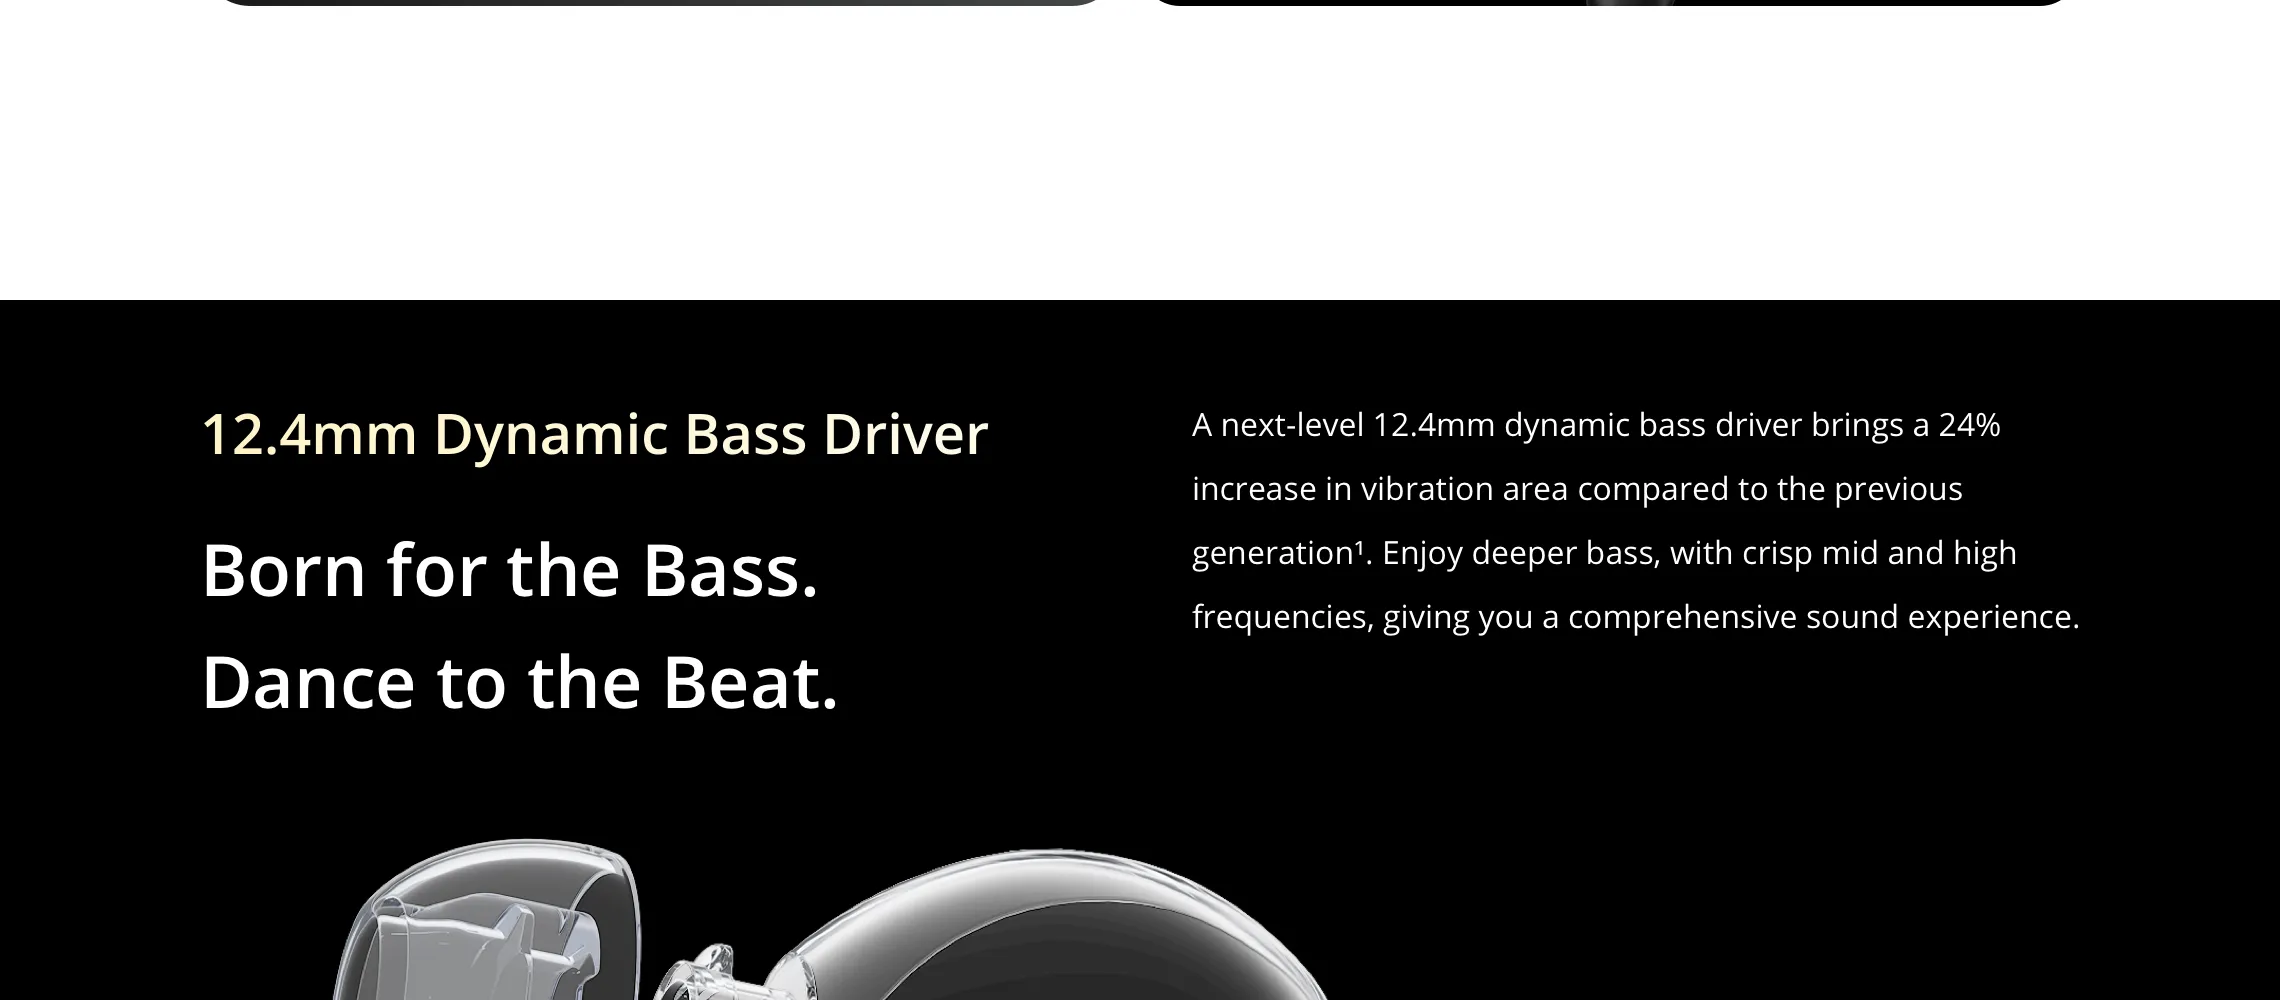 12.4mm Dynamic Bass Driver
Born for the Bass.
Dance to the Beat.
A next-level 12.4mm dynamic bass driver brings a 24%
increase in vibration area compared to the previous
generation¹. Enjoy deeper bass, with crisp mid and high
frequencies, giving you a comprehensive sound experience.